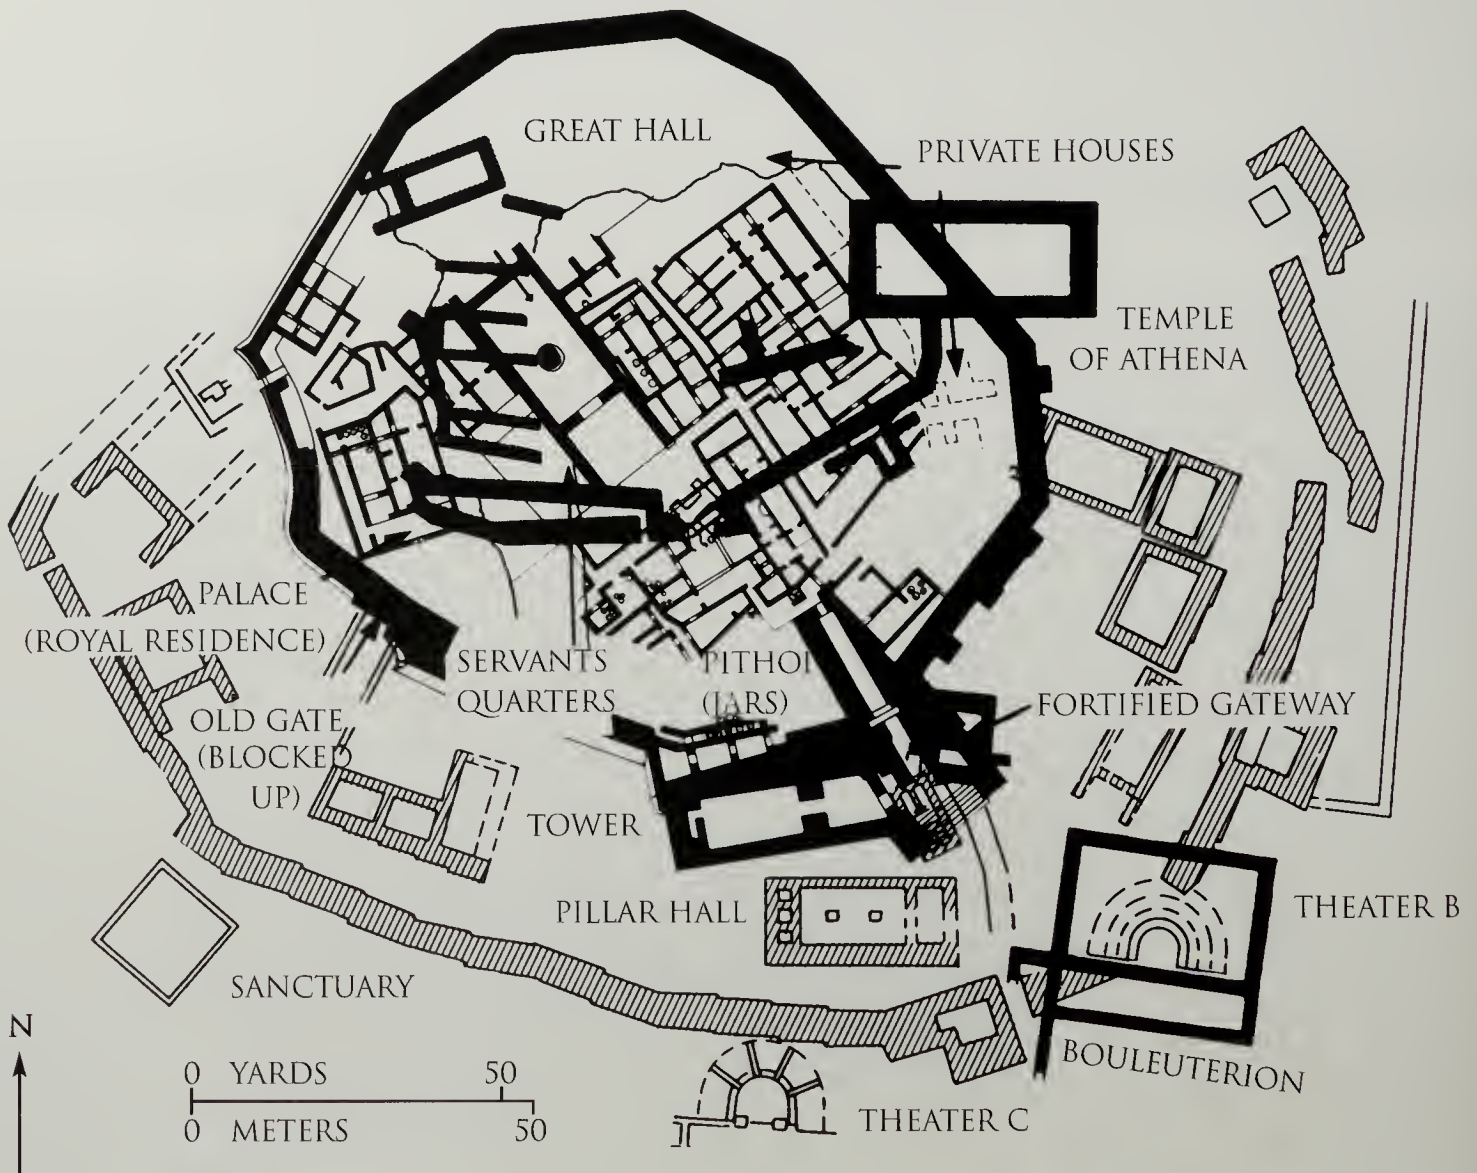 GREAT HALL
PRIVATE HOUSES
TEMPLE
OF ATHENA
PALACE
(ROYAL RESIDENCE)
SERVANTS
QUARTERS
PITHOI
(JARS)
OLD GATE
(BLOCKED
UP)
FORTIFIED GATEWAY
TOWER
PILLAR HALL
THEATER B
SANCTUARY
BOULEUTERION
THEATER C
N
0 YARDS 50
0 METERS 50